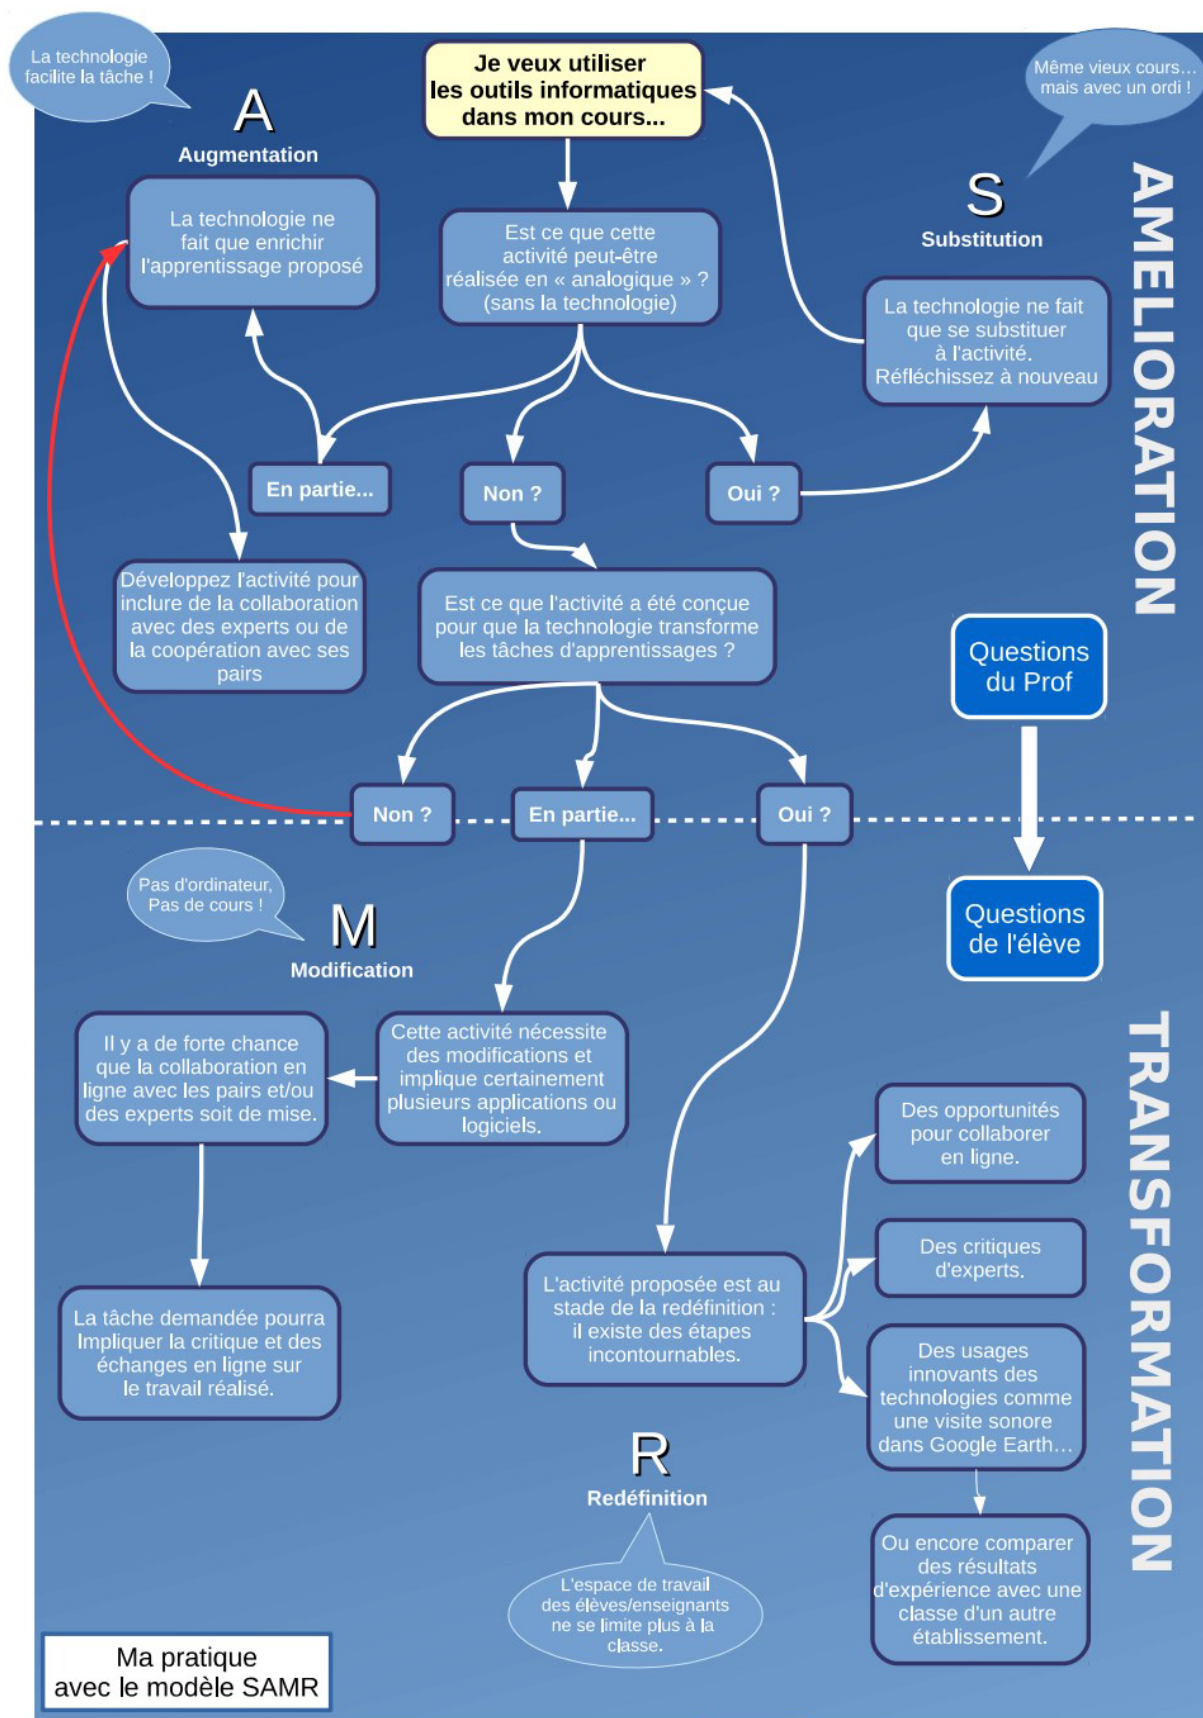 La technologie
facilite la tâche !
A
Augmentation
La technologie ne
fait que enrichir
l'apprentissage proposé
Je veux utiliser
les outils informatiques
dans mon cours...
Même vieux cours…
mais avec un ordi !
S
Substitution
Est ce que cette
activité peut-être
réalisée en « analogique » ?
(sans la technologie)
La technologie ne fait
que se substituer
à l'activité.
Réfléchissez à nouveau
AMELIORATION
En partie...
Non ?
Oui ?
Développez l'activité pour
inclure de la collaboration
avec des experts ou de
la coopération avec ses
pairs
Est ce que l'activité a été conçue
pour que la technologie transforme
les tâches d'apprentissages ?
Questions
du Prof
Non ?
En partie...
Oui ?
Questions
de l'élève
Pas d'ordinateur,
Pas de cours !
M
Modification
Il y a de forte chance
que la collaboration en
ligne avec les pairs et/ou
des experts soit de mise.
Cette activité nécessite
des modifications et
implique certainement
plusieurs applications ou
logiciels.
TRANSFORMATION
Des opportunités
pour collaborer
en ligne.
Des critiques
d'experts.
L'activité proposée est au
stade de la redéfinition :
il existe des étapes
incontournables.
La tâche demandée pourra
Impliquer la critique et des
échanges en ligne sur
le travail réalisé.
Des usages
innovants des
technologies comme
une visite sonore
dans Google Earth…
R
Redéfinition
L'espace de travail
des élèves/enseignants
ne se limite plus à la
classe.
Ou encore comparer
des résultats
d'expérience avec une
classe d'un autre
établissement.
Ma pratique
avec le modèle SAMR